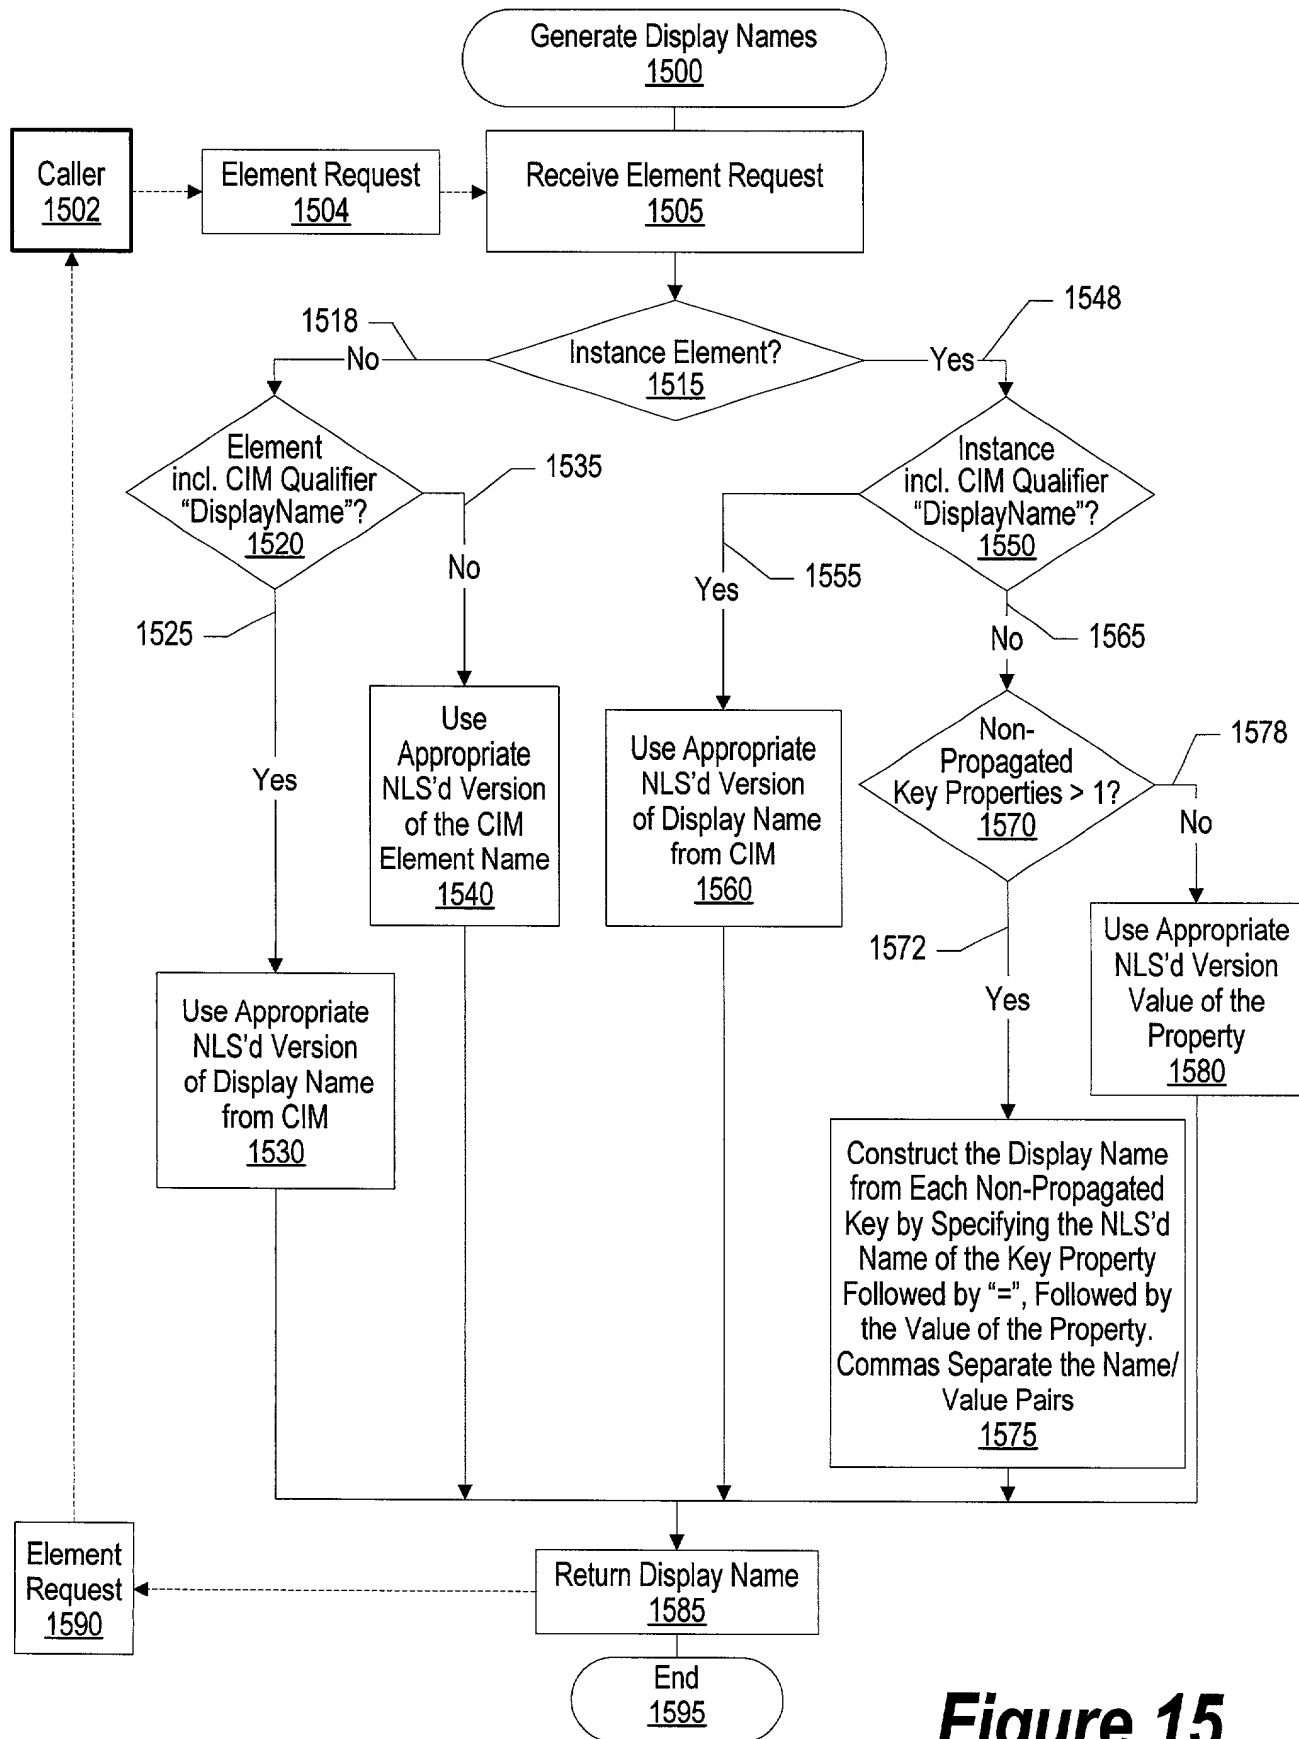 Generate Display Names
1500
Caller
1502
Element Request
1504
Receive Element Request
1505
1518
1548
No
Instance Element?
1515
Yes
Element
incl. CIM Qualifier
“DisplayName”?
1520
1535
Instance
incl. CIM Qualifier
“DisplayName”?
1550
No
1555
Yes
1525
No
1565
Use
Appropriate
NLS’d Version
of the CIM
Element Name
1540
Use Appropriate
NLS’d Version
of Display Name
from CIM
1560
Non-
Propagated
Key Properties > 1?
1570
1578
No
Yes
1572
Yes
Use Appropriate
NLS’d Version
Value of the
Property
1580
Use Appropriate
NLS’d Version
of Display Name
from CIM
1530
Construct the Display Name
from Each Non-Propagated
Key by Specifying the NLS’d
Name of the Key Property
Followed by “=”, Followed by
the Value of the Property.
Commas Separate the Name/
Value Pairs
1575
Element
Request
1590
Return Display Name
1585
End
1595
Figure 15